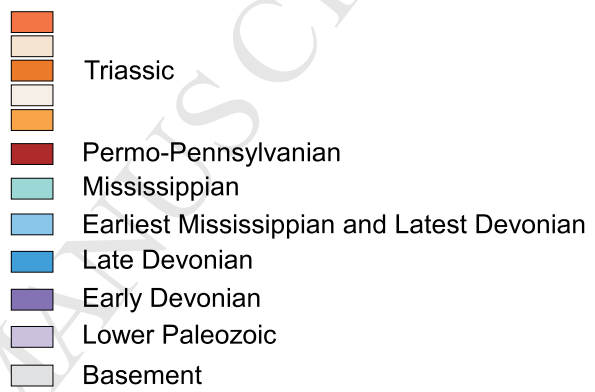 Triassic
Permo-Pennsylvanian
Mississippian
Earliest Mississippian and Latest Devonian
Late Devonian
Early Devonian
Lower Paleozoic
Basement